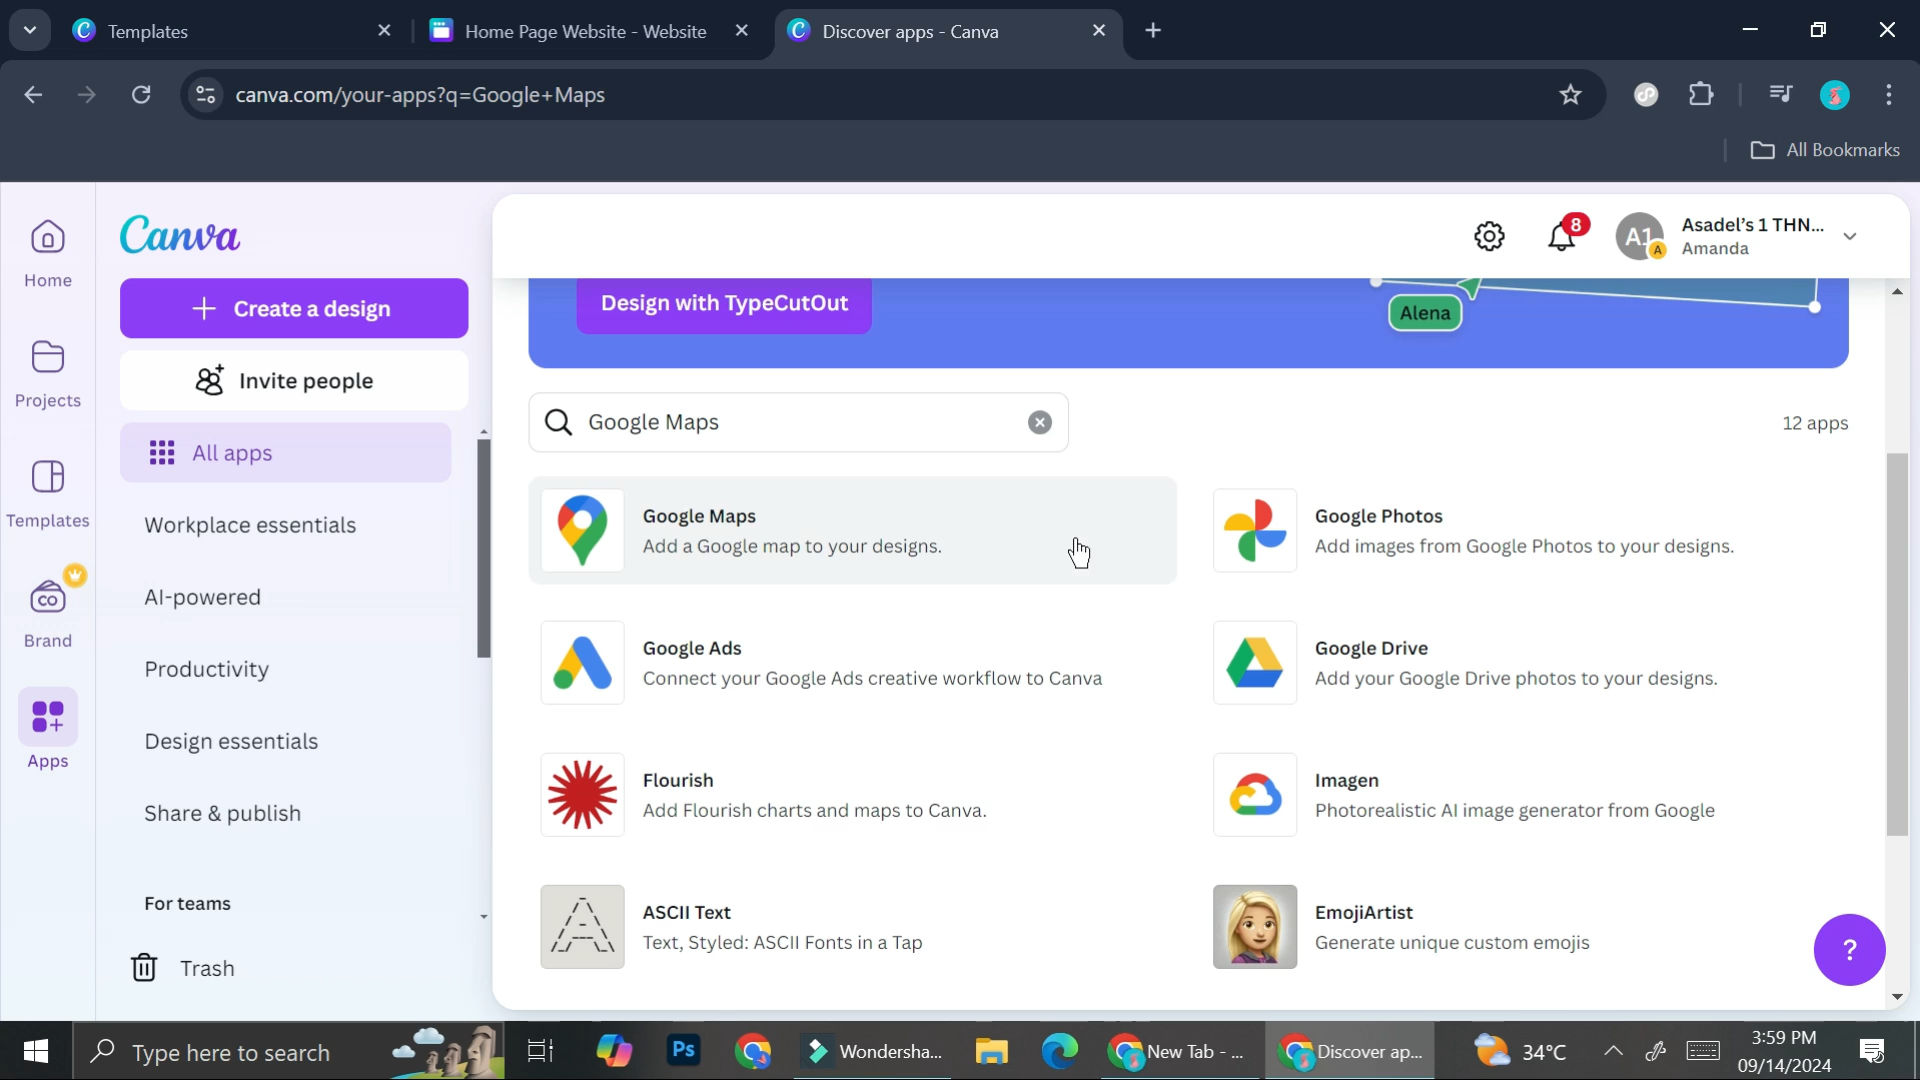 Templates
Home Page Website - Website
Discover apps - Canva
canva.com/your-apps?q=Google+Maps
All Bookmarks
Home
Projects
Templates
Brand
CO
Apps
Canva
Create a design
Invite people
All apps
Workplace essentials
AI-powered
Productivity
Design essentials
Share & publish
For teams
Trash
8
A1
A
Asadel's 1 THN...
Amanda
Design with TypeCutOut
Alena
Google Maps
12 apps
Google Maps
Add a Google map to your designs.
Google Photos
Add images from Google Photos to your designs.
Google Ads
Connect your Google Ads creative workflow to Canva
Google Drive
Add your Google Drive photos to your designs.
Flourish
Add Flourish charts and maps to Canva.
Imagen
Photorealistic AI image generator from Google
ASCII Text
Text, Styled: ASCII Fonts in a Tap
EmojiArtist
Generate unique custom emojis
?
Type here to search
Ps
Wondersha...
New Tab - ...
Discover ap...
34°C
3:59 PM
09/14/2024